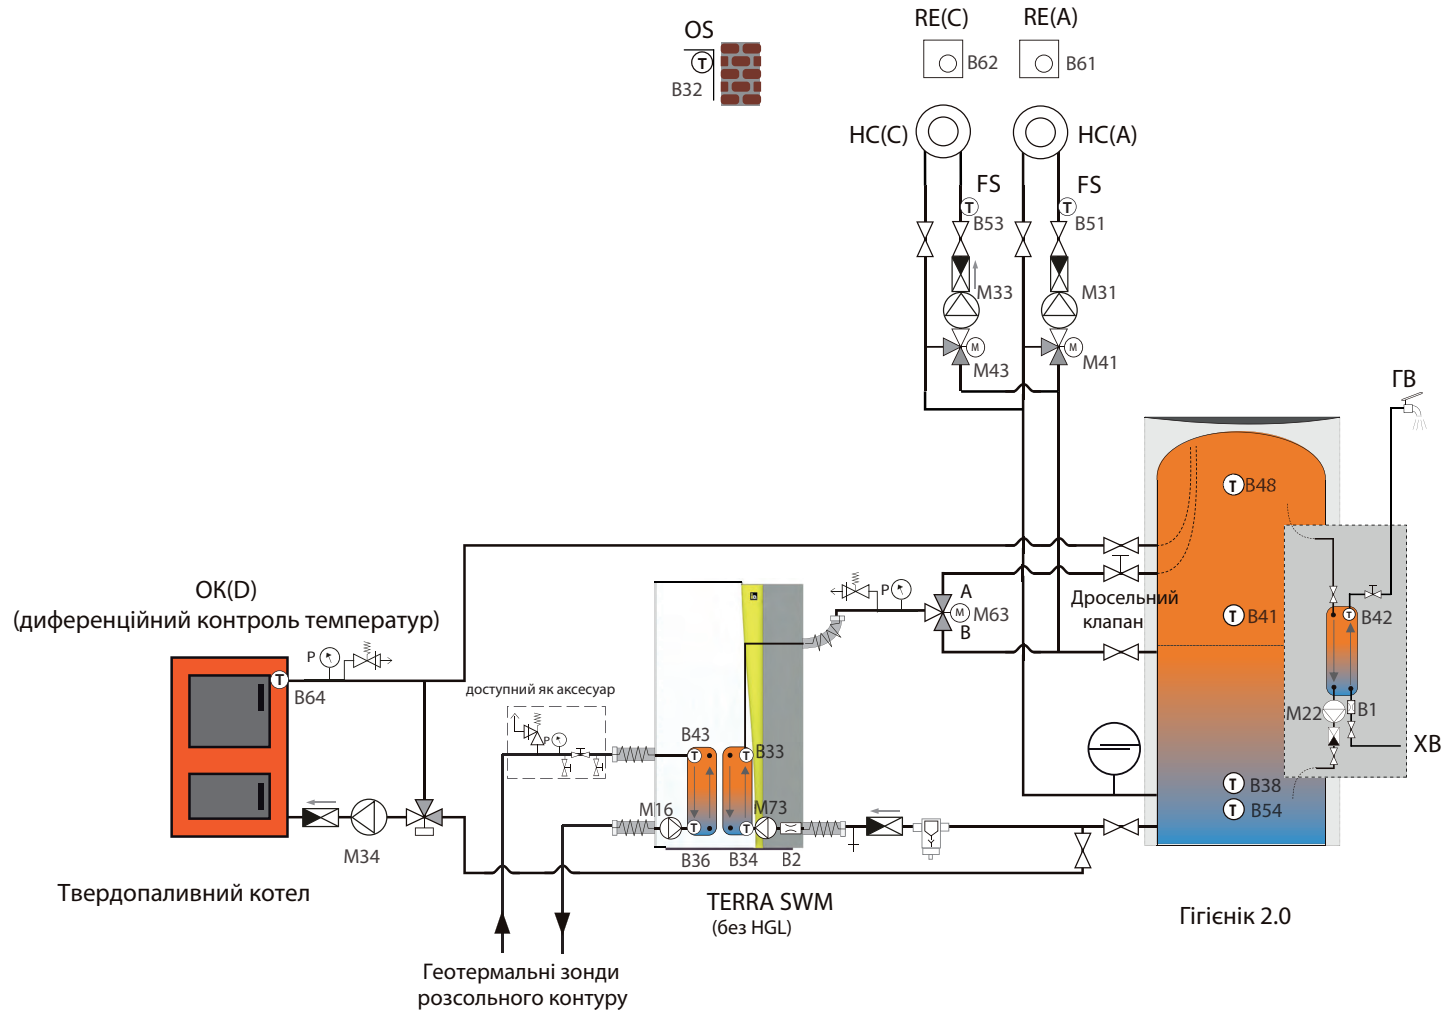 RE(C)
RE(A)
OS
T
B32
B62
B61
HC(C)
HC(A)
FS
FS
T
T
B53
B51
M33
M31
M
M
M43
M41
ГВ
T
B48
OK(D)
(диференційний контроль температур)
P
T
B64
доступний як аксесуар
P
P
A
M
M63
B
Дросельний
клапан
T
B41
T
B42
M22
B1
ХВ
B43
T
T
B33
M16
T
T
M73
B36
B34
B2
T
B38
T
B54
M34
Твердопаливний котел
TERRA SWM
(без HGL)
Гігієнік 2.0
Геотермальні зонди
розсольного контуру